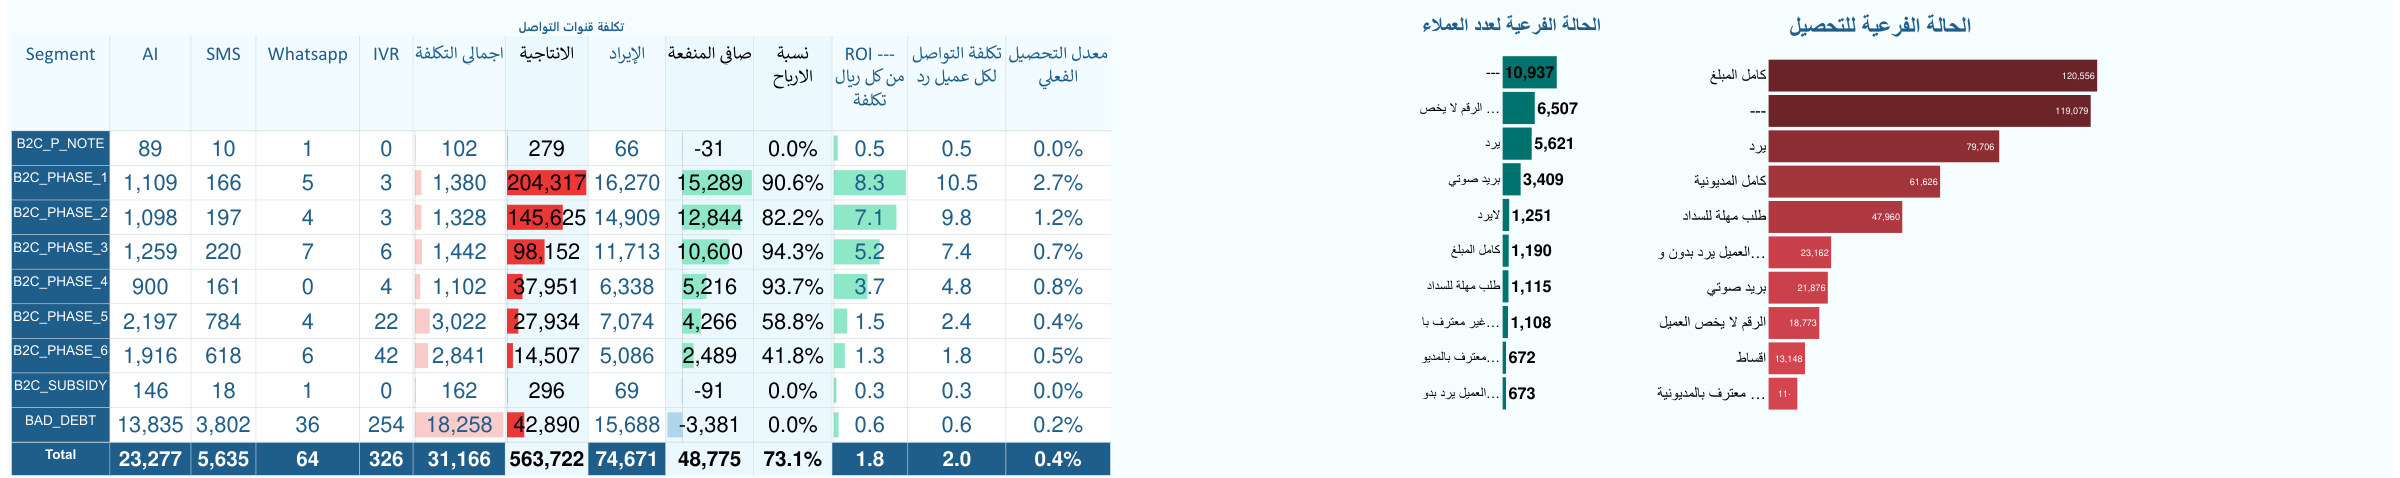 تكلفة قنوات التواصل
Segment AI SMS Whatsapp IVR اجمالي التكلفة الانتاجية الإيراد صافي المنفعة نسبة الارباح ROI --- من كل ريال تكلفة تكلفة التواصل لكل عميل رد معدل التحصيل الفعلي
B2C_P_NOTE 89 10 1 0 102 279 66 -31 0.0% 0.5 0.5 0.0%
B2C_PHASE_1 1,109 166 5 3 1,380 204,317 16,270 15,289 90.6% 8.3 10.5 2.7%
B2C_PHASE_2 1,098 197 4 3 1,328 145,625 14,909 12,844 82.2% 7.1 9.8 1.2%
B2C_PHASE_3 1,259 220 7 6 1,442 98,152 11,713 10,600 94.3% 5.2 7.4 0.7%
B2C_PHASE_4 900 161 0 4 1,102 37,951 6,338 5,216 93.7% 3.7 4.8 0.8%
B2C_PHASE_5 2,197 784 4 22 3,022 27,934 7,074 4,266 58.8% 1.5 2.4 0.4%
B2C_PHASE_6 1,916 618 6 42 2,841 14,507 5,086 2,489 41.8% 1.3 1.8 0.5%
B2C_SUBSIDY 146 18 1 0 162 296 69 -91 0.0% 0.3 0.3 0.0%
BAD_DEBT 13,835 3,802 36 254 18,258 42,890 15,688 -3,381 0.0% 0.6 0.6 0.2%
Total 23,277 5,635 64 326 31,166 563,722 74,671 48,775 73.1% 1.8 2.0 0.4%
الحالة الفرعية لعدد العملاء
--- 10,937
الرقم لا يخص ... 6,507
يرد 5,621
بريد صوتي 3,409
لايرد 1,251
كامل المبلغ 1,190
طلب مهلة للسداد 1,115
غير معترف با... 1,108
معترف بالمديو... 672
العميل يرد بدو... 673
الحالة الفرعية للتحصيل
كامل المبلغ 120,556
--- 119,079
يرد 79,706
كامل المديونية 61,626
طلب مهلة للسداد 47,960
العميل يرد بدون و... 23,162
بريد صوتي 21,876
الرقم لا يخص العميل 18,773
اقساط 13,148
معترف بالمديونية ...